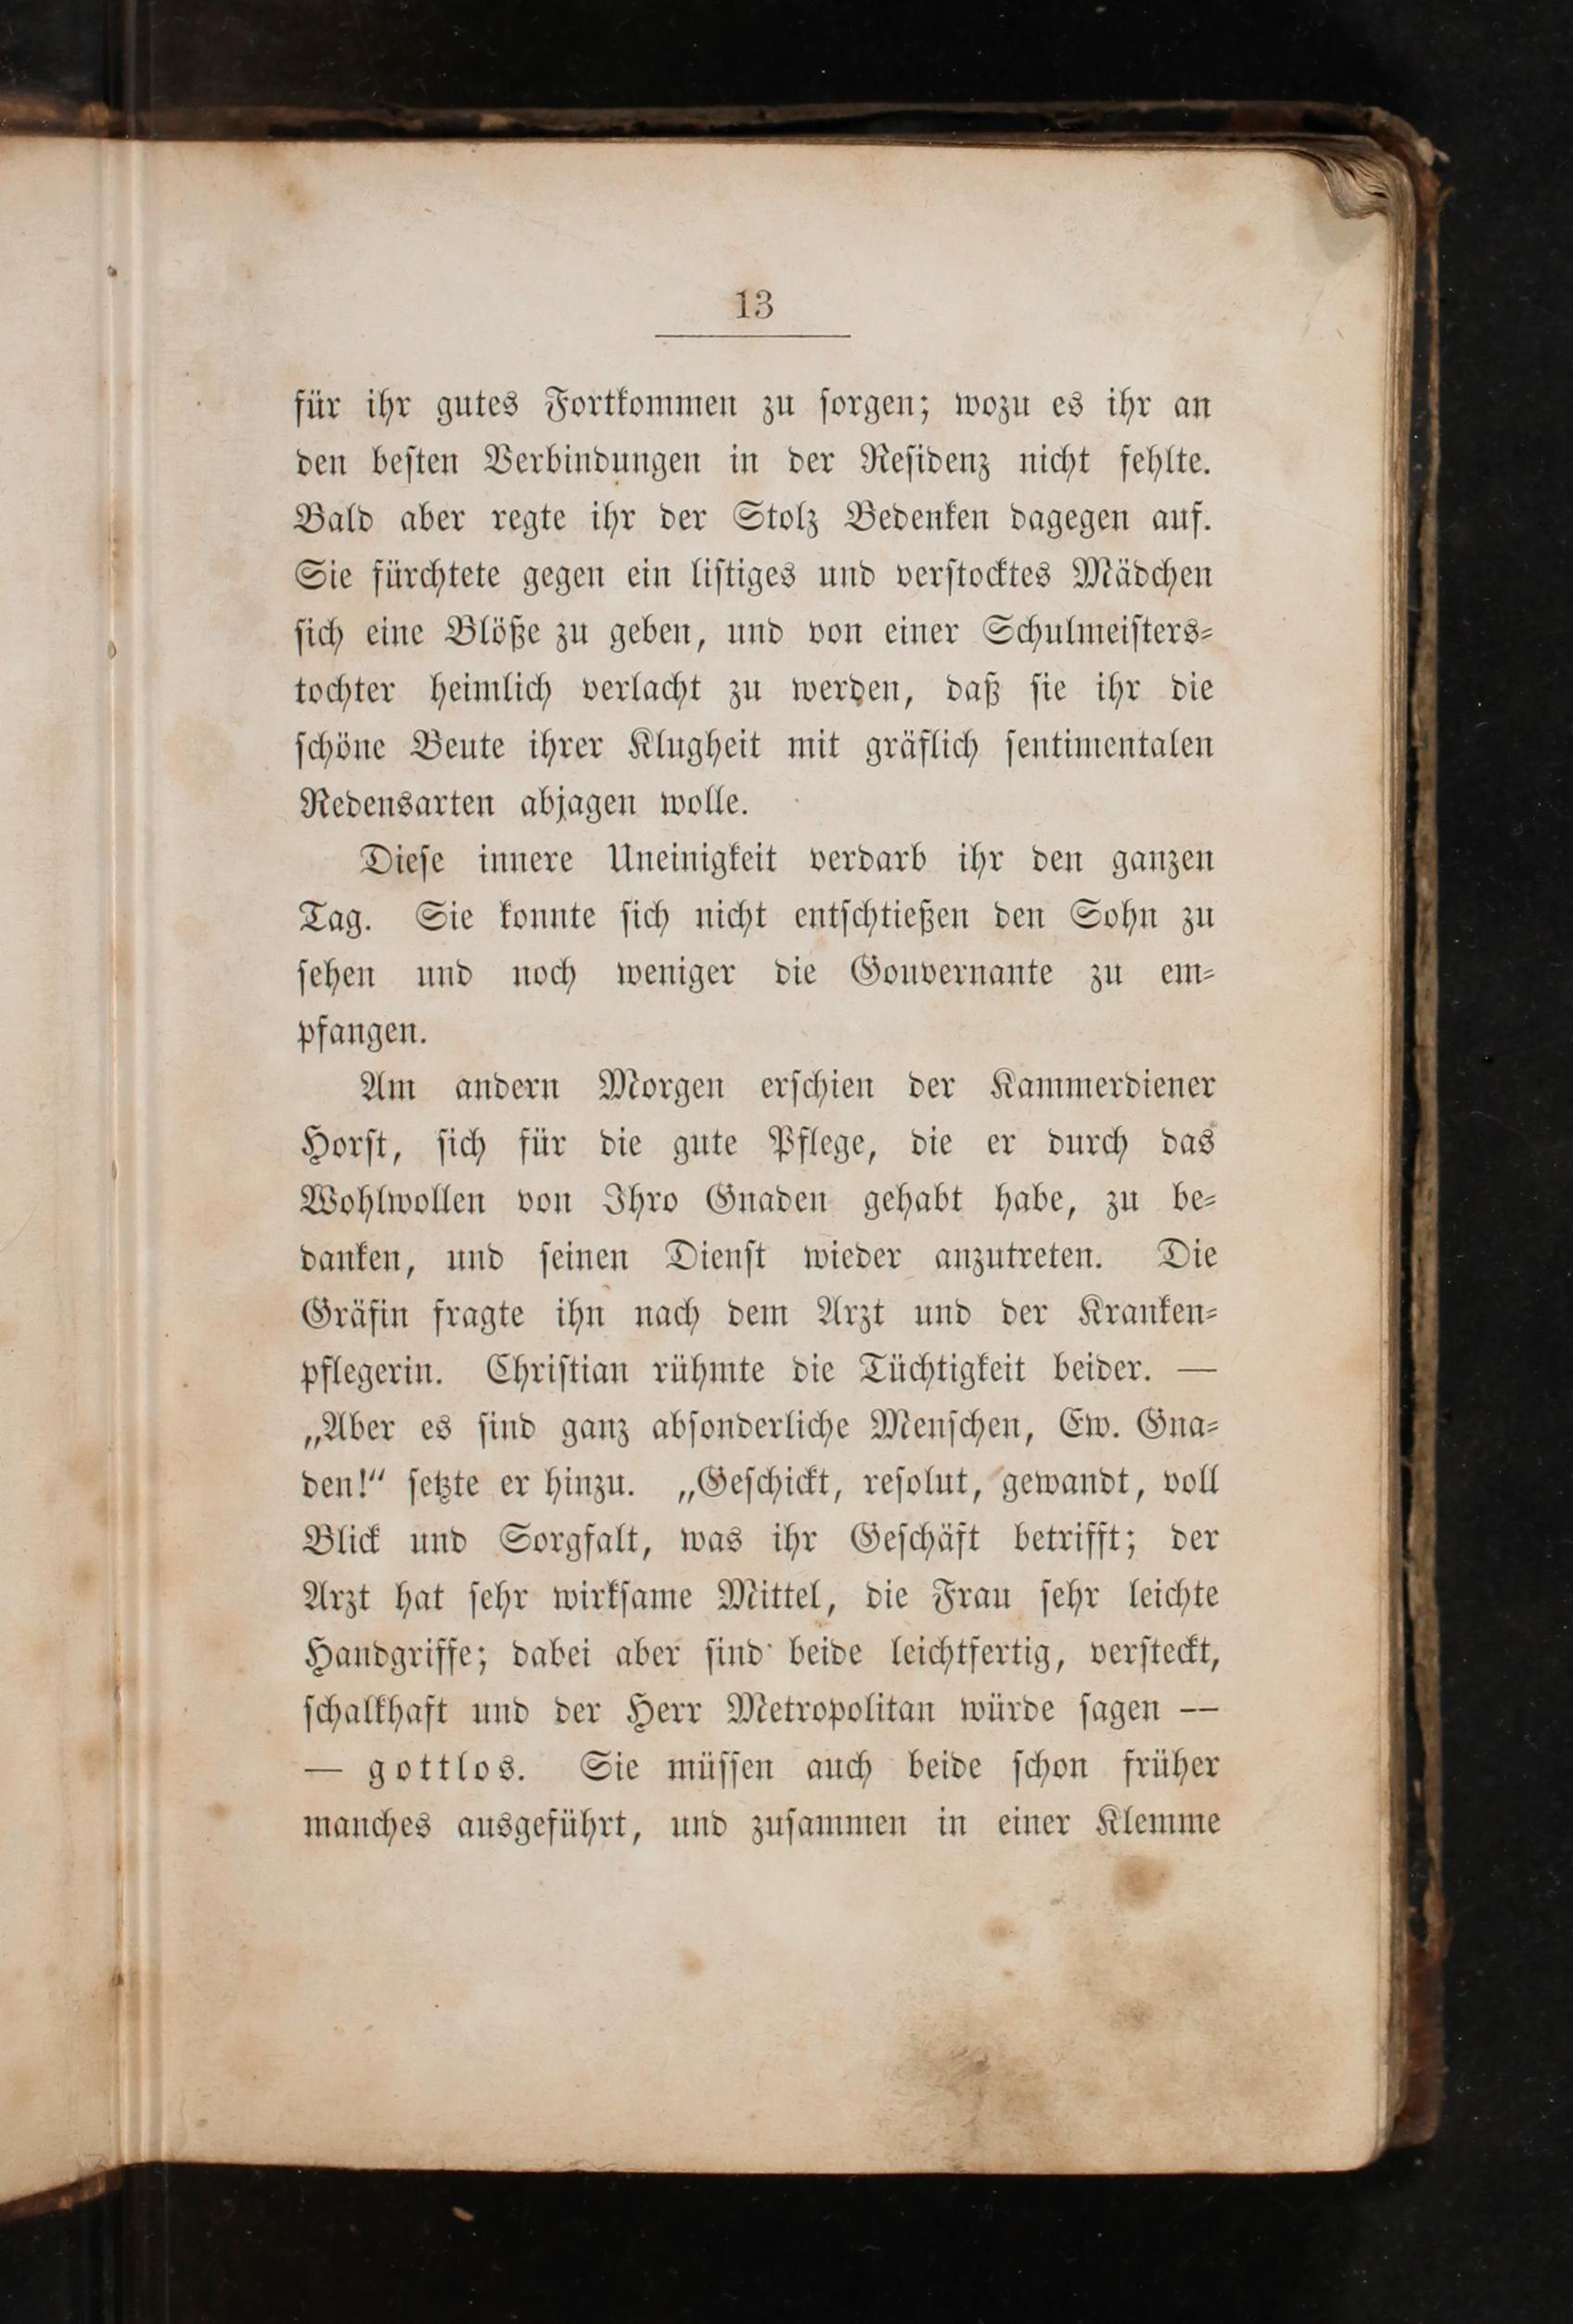 13
für ihr gutes Fortkommen zu ſorgen; wozu es ihr an
den beſten Verbindungen in der Reſidenz nicht fehlte.
Bald aber regte ihr der Stolz Bedenken dagegen auf.
Sie fürchtete gegen ein liſtiges und verſtocktes Mädchen
ſich eine Blöße zu geben, und von einer Schulmeiſters⸗
tochter heimlich verlacht zu werden, daß ſie ihr die
ſchöne Beute ihrer Klugheit mit gräflich ſentimentalen
Redensarten abjagen wolle.
Dieſe innere Uneinigkeit verdarb ihr den ganzen
Tag. Sie konnte ſich nicht entſchtießen den Sohn zu
ſehen und noch weniger die Gouvernante zu em⸗
pfangen.
Am andern Morgen erſchien der Kammerdiener
Horſt, ſich für die gute Pflege, die er durch das
Wohlwollen von Ihro Gnaden gehabt habe, zu be⸗
danken, und ſeinen Dienſt wieder anzutreten. Die
Gräfin fragte ihn nach dem Arzt und der Kranken⸗
pflegerin. Chriſtian rühmte die Tüchtigkeit beider. —
„Aber es ſind ganz abſonderliche Menſchen, Ew. Gna⸗
den!“ ſetzte er hinzu. „Geſchickt, reſolut, gewandt, voll
Blick und Sorgfalt, was ihr Geſchäft betrifft; der
Arzt hat ſehr wirkſame Mittel, die Frau ſehr leichte
Handgriffe; dabei aber ſind beide leichtfertig, verſteckt,
ſchalkhaft und der Herr Metropolitan würde ſagen —
— gottlos. Sie müſſen auch beide ſchon früher
manches ausgeführt, und zuſammen in einer Klemme